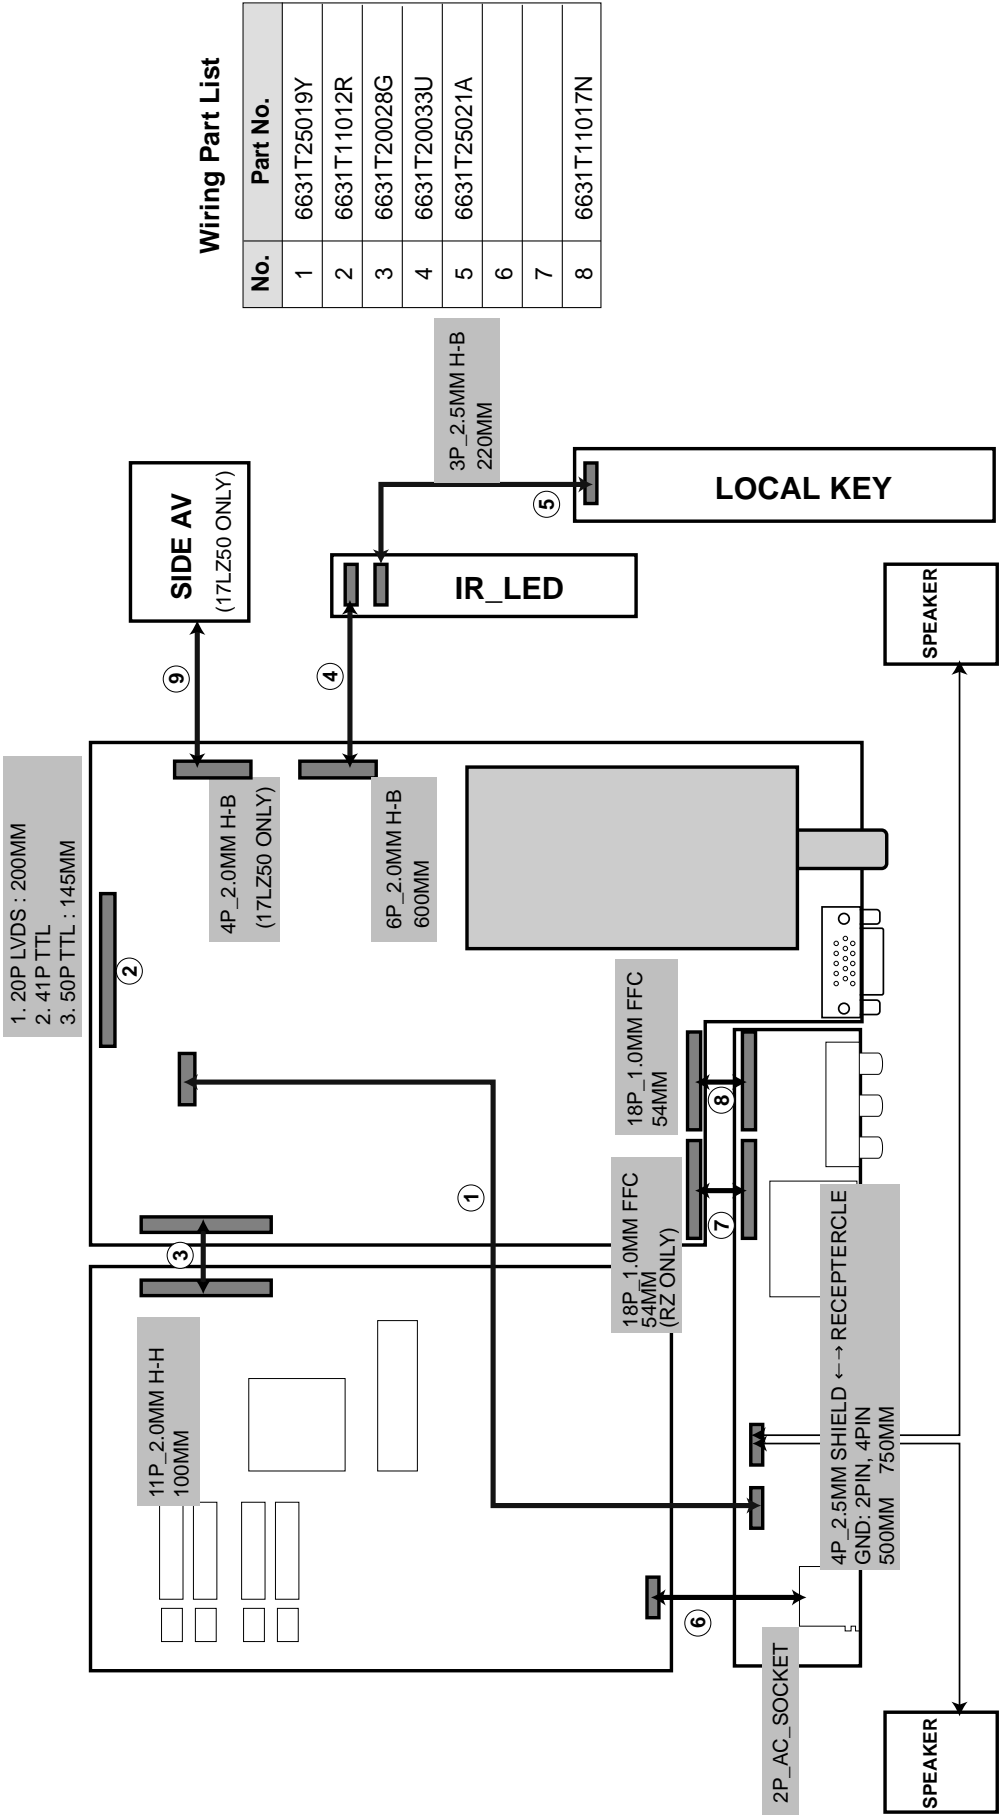 Wiring Part List
No. Part No.
1 6631T25019Y
2 6631T11012R
3 6631T20028G
4 6631T20033U
5 6631T25021A
6
7
8 6631T11017N
1. 20P LVDS : 200MM
2. 41P TTL
3. 50P TTL : 145MM
2
SIDE AV
(17LZ50 ONLY)
9
4P_2.0MM H-B
(17LZ50 ONLY)
4
6P_2.0MM H-B
600MM
IR_LED
3P_2.5MM H-B
220MM
5
LOCAL KEY
11P_2.0MM H-H
100MM
3
1
18P_1.0MM FFC
54MM
8
18P_1.0MM FFC
54MM
(RZ ONLY)
7
6
4P_2.5MM SHIELD ←→ RECEPTERCLE
GND: 2PIN, 4PIN
500MM 750MM
2P_AC_SOCKET
SPEAKER
SPEAKER